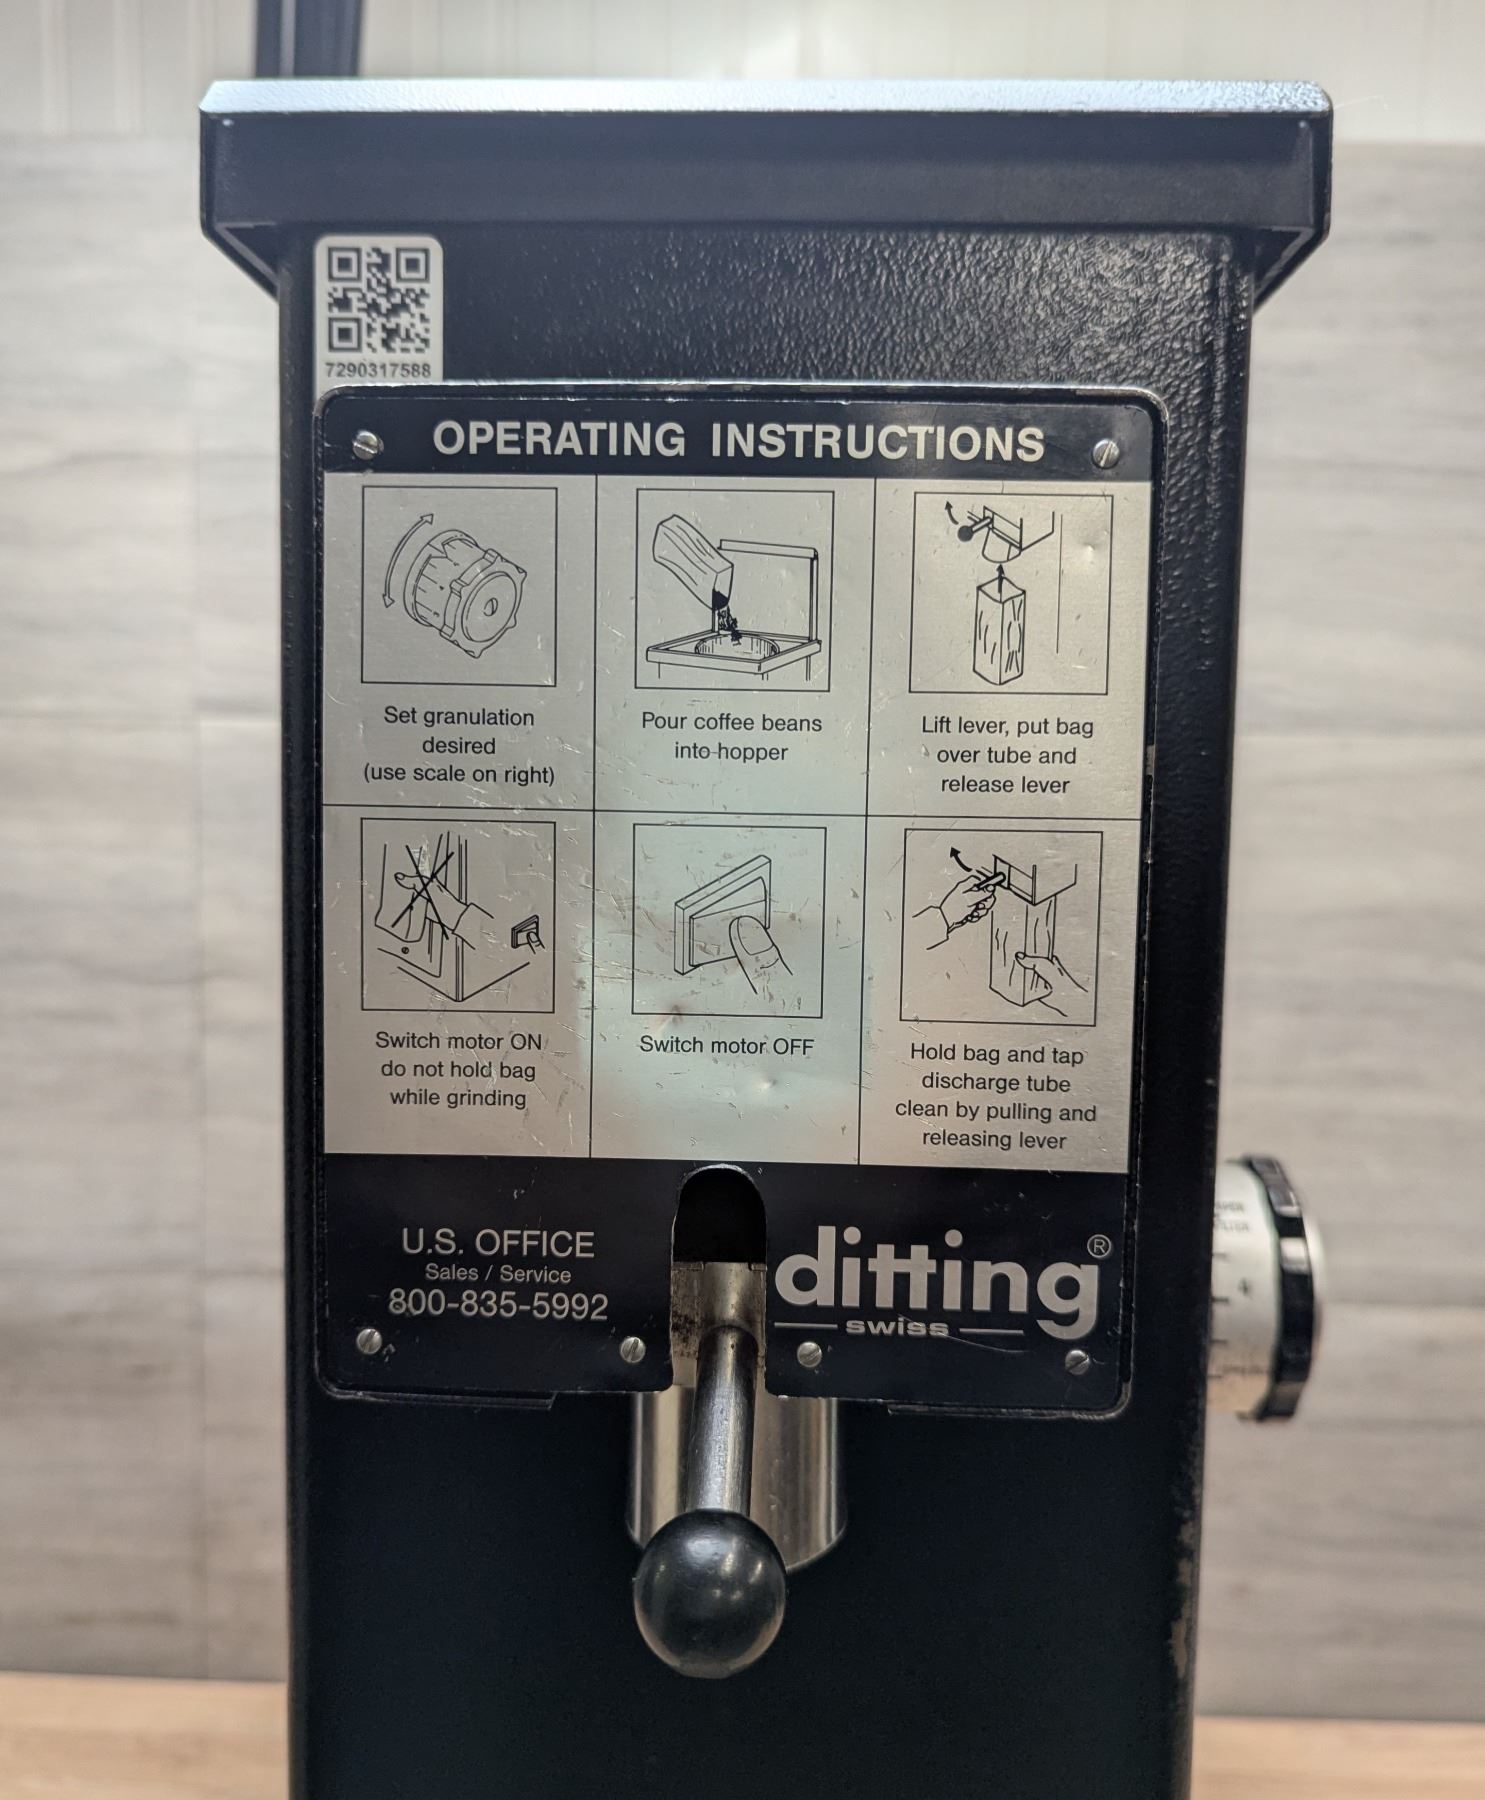 7290317588
OPERATING INSTRUCTIONS
Set granulation
desired
(use scale on right)
Pour coffee beans
into hopper
Lift lever, put bag
over tube and
release lever
Switch motor ON
do not hold bag
while grinding
Switch motor OFF
Hold bag and tap
discharge tube
clean by pulling and
releasing lever
U.S. OFFICE
Sales / Service
800-835-5992
ditting®
swiss